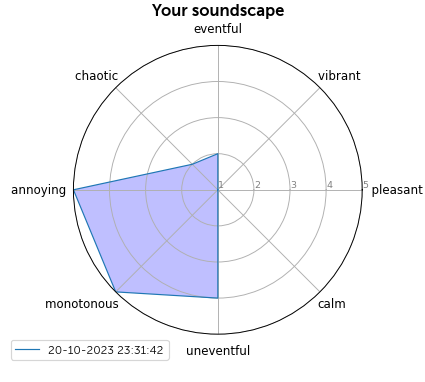 Your soundscape
eventful
chaotic
vibrant
annoying
1 2 3 4 5
pleasant
monotonous
calm
uneventful
20-10-2023 23:31:42